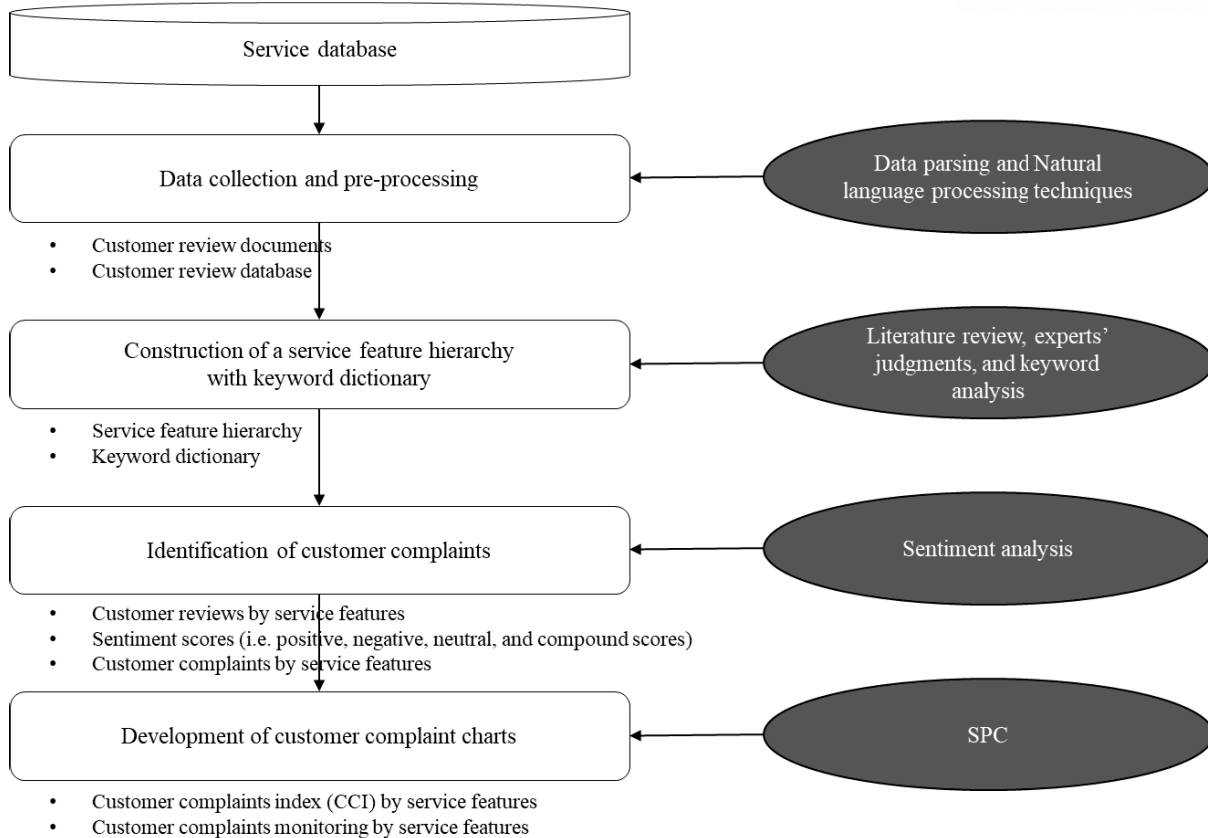 Service database
Data collection and pre-processing
Data parsing and Natural
language processing techniques
• Customer review documents
• Customer review database
Construction of a service feature hierarchy
with keyword dictionary
Literature review, experts’
judgments, and keyword
analysis
• Service feature hierarchy
• Keyword dictionary
Identification of customer complaints
Sentiment analysis
• Customer reviews by service features
• Sentiment scores (i.e. positive, negative, neutral, and compound scores)
• Customer complaints by service features
Development of customer complaint charts
SPC
• Customer complaints index (CCI) by service features
• Customer complaints monitoring by service features